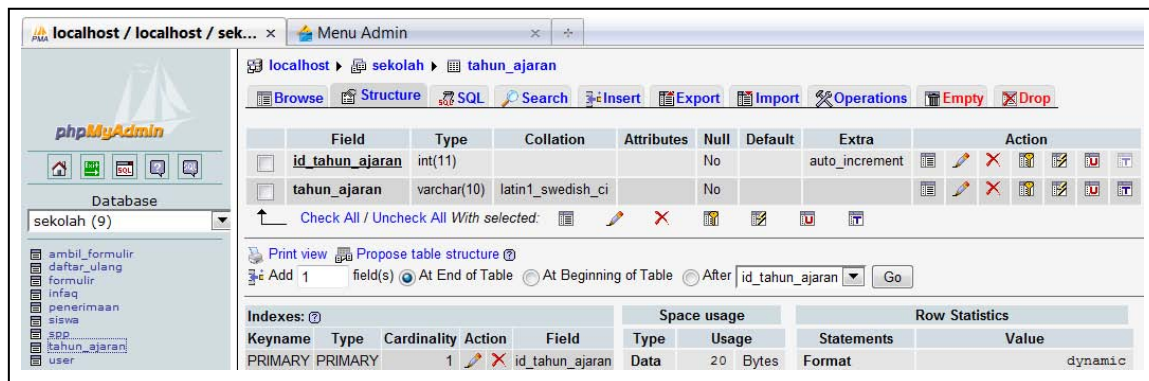 localhost / localhost / sek... × Menu Admin ×
localhost ▸ sekolah ▸ tahun_ajaran
Browse Structure SQL Search Insert Export Import Operations Empty Drop
phpMyAdmin
Database
sekolah (9)
ambil_formulir
daftar_ulang
formulir
infaq
penerimaan
siswa
spp
tahun_ajaran
user
Field Type Collation Attributes Null Default Extra Action
id_tahun_ajaran int(11) No auto_increment
tahun_ajaran varchar(10) latin1_swedish_ci No
Check All / Uncheck All With selected:
Print view Propose table structure
Add 1 field(s) At End of Table At Beginning of Table After id_tahun_ajaran Go
Indexes: Space usage Row Statistics
Keyname Type Cardinality Action Field Type Usage Statements Value
PRIMARY PRIMARY 1 id_tahun_ajaran Data 20 Bytes Format dynamic